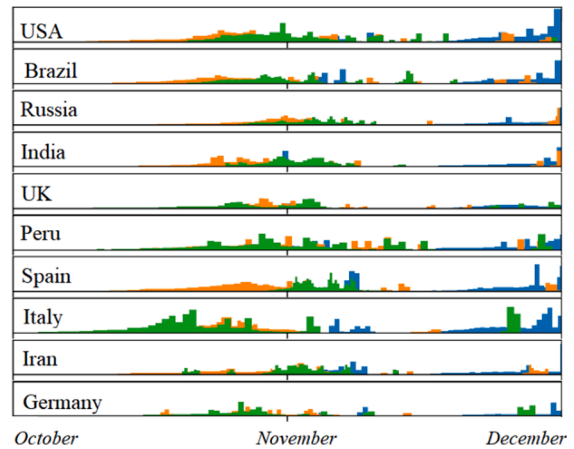 USA
Brazil
Russia
India
UK
Peru
Spain
Italy
Iran
Germany
October November December